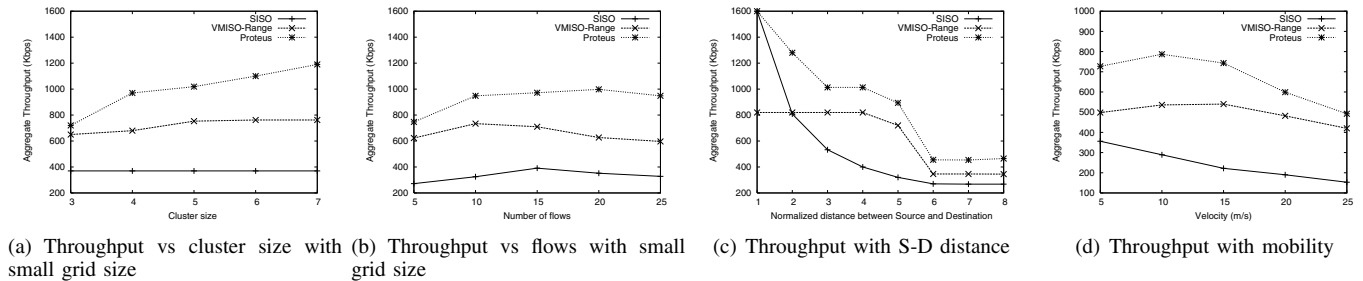 1600
1400
1200
1000
800
600
400
200
Aggregate Throughput (Kbps)
SISO
VMISO-Range
Proteus
3 4 5 6 7
Cluster size
(a) Throughput vs cluster size with
small grid size
1600
1400
1200
1000
800
600
400
200
Aggregate Throughput (Kbps)
SISO
VMISO-Range
Proteus
5 10 15 20 25
Number of flows
(b) Throughput vs flows with small
grid size
1600
1400
1200
1000
800
600
400
200
Aggregate Throughput (Kbps)
SISO
VMISO-Range
Proteus
1 2 3 4 5 6 7 8
Normalized distance between Source and Destination
(c) Throughput with S-D distance
1000
900
800
700
600
500
400
300
200
100
Aggregate Throughput (Kbps)
SISO
VMISO-Range
Proteus
5 10 15 20 25
Velocity (m/s)
(d) Throughput with mobility